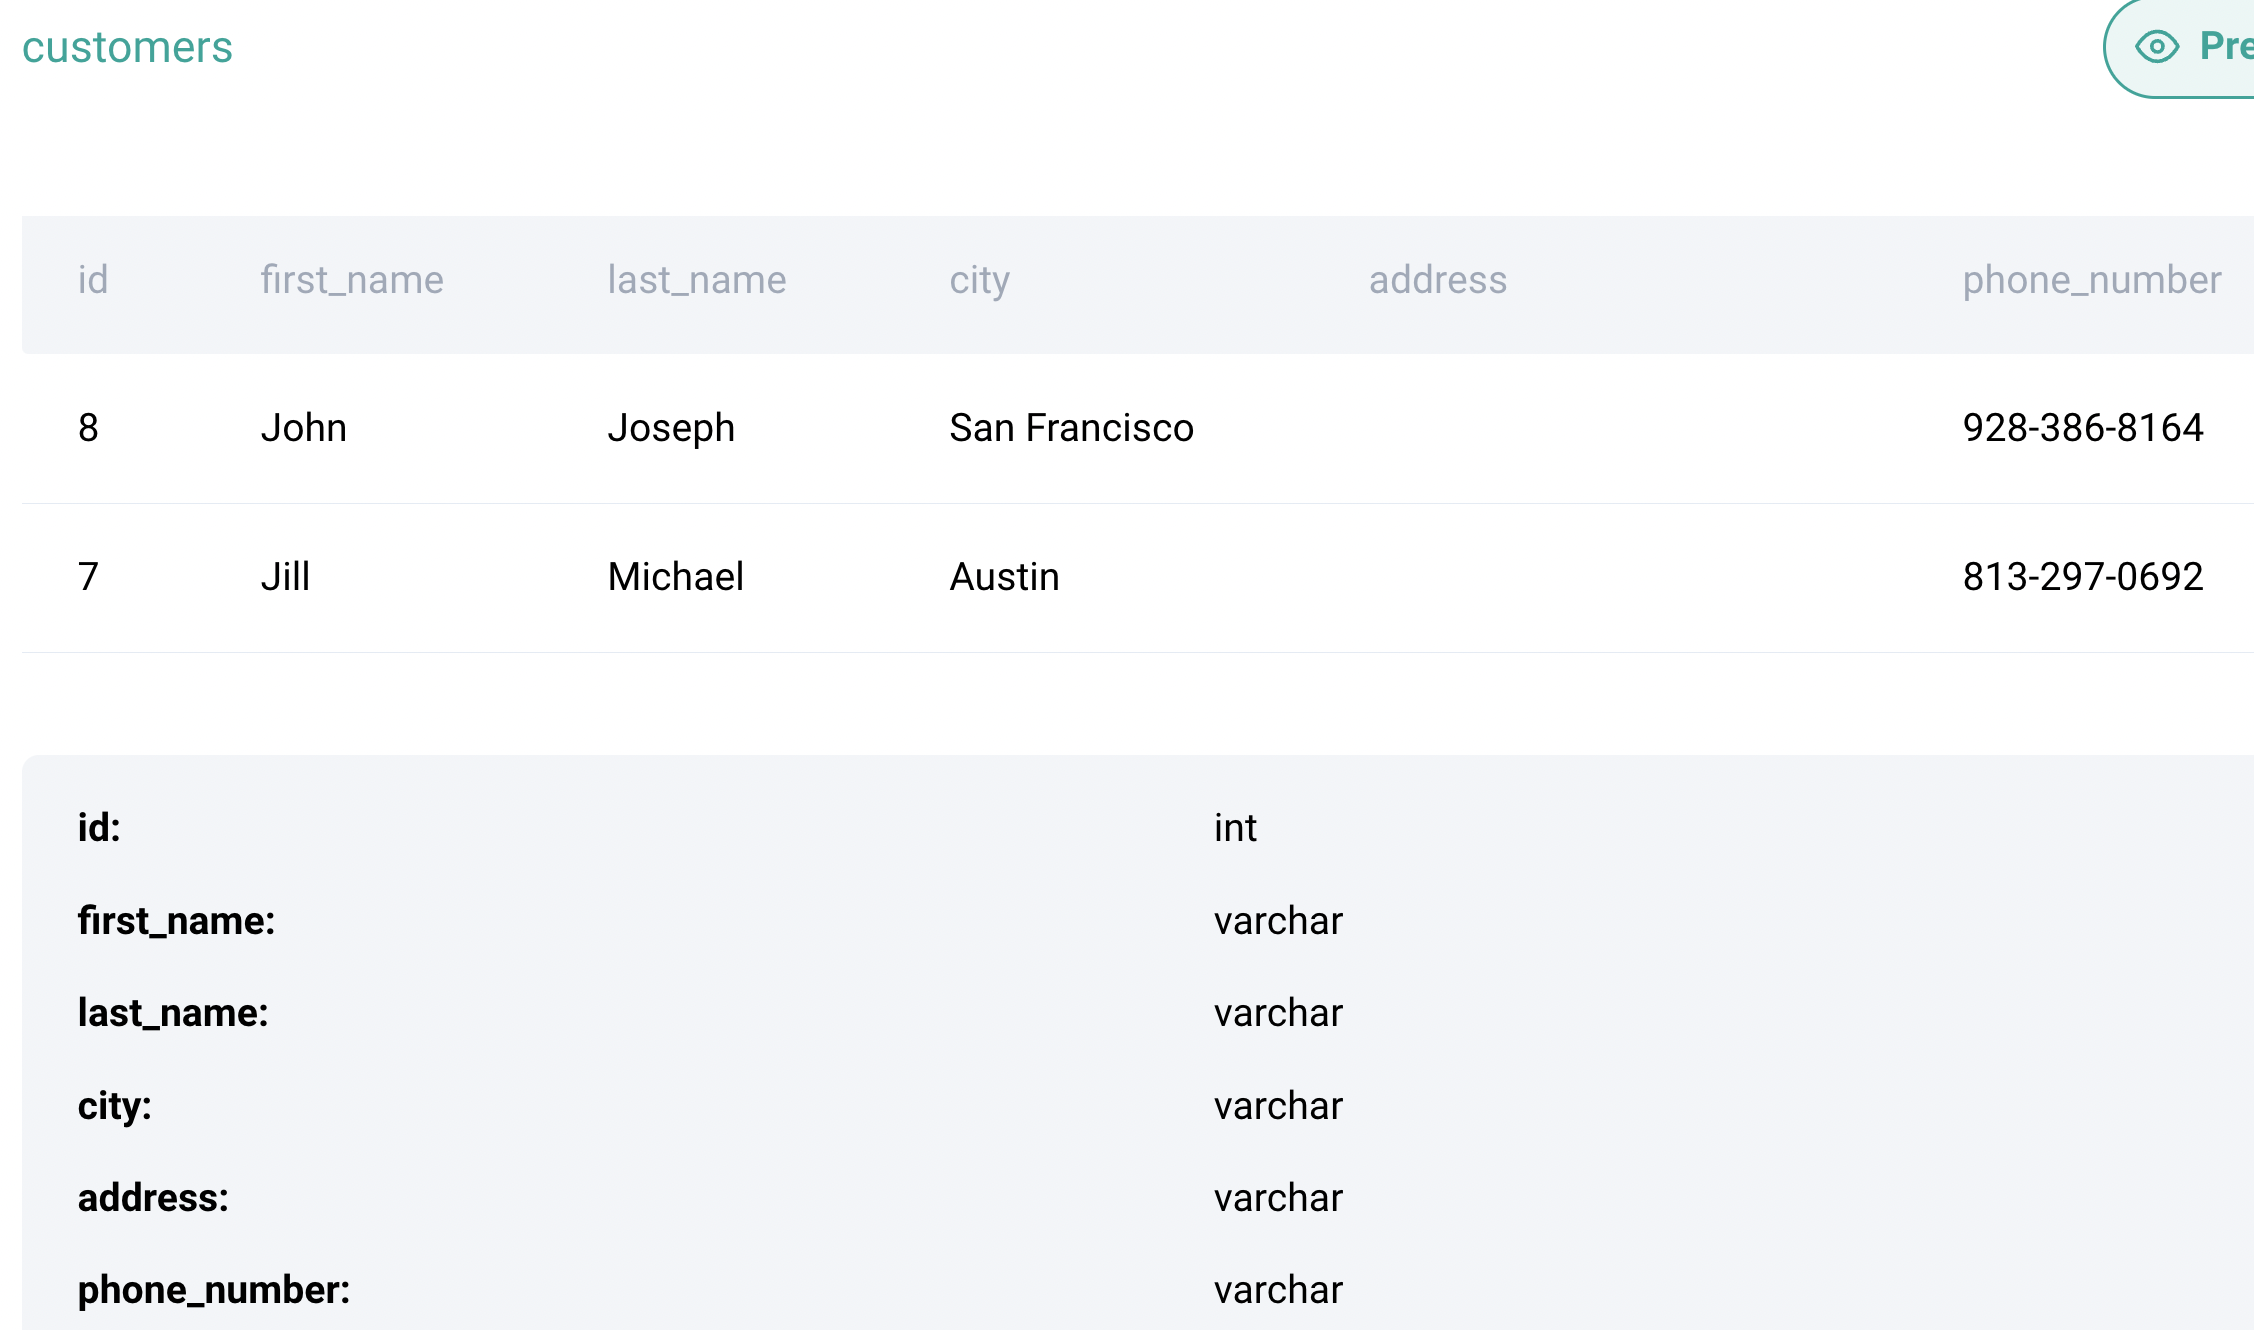 customers
id first_name last_name city address phone_number
8 John Joseph San Francisco 928-386-8164
7 Jill Michael Austin 813-297-0692
id: int
first_name: varchar
last_name: varchar
city: varchar
address: varchar
phone_number: varchar